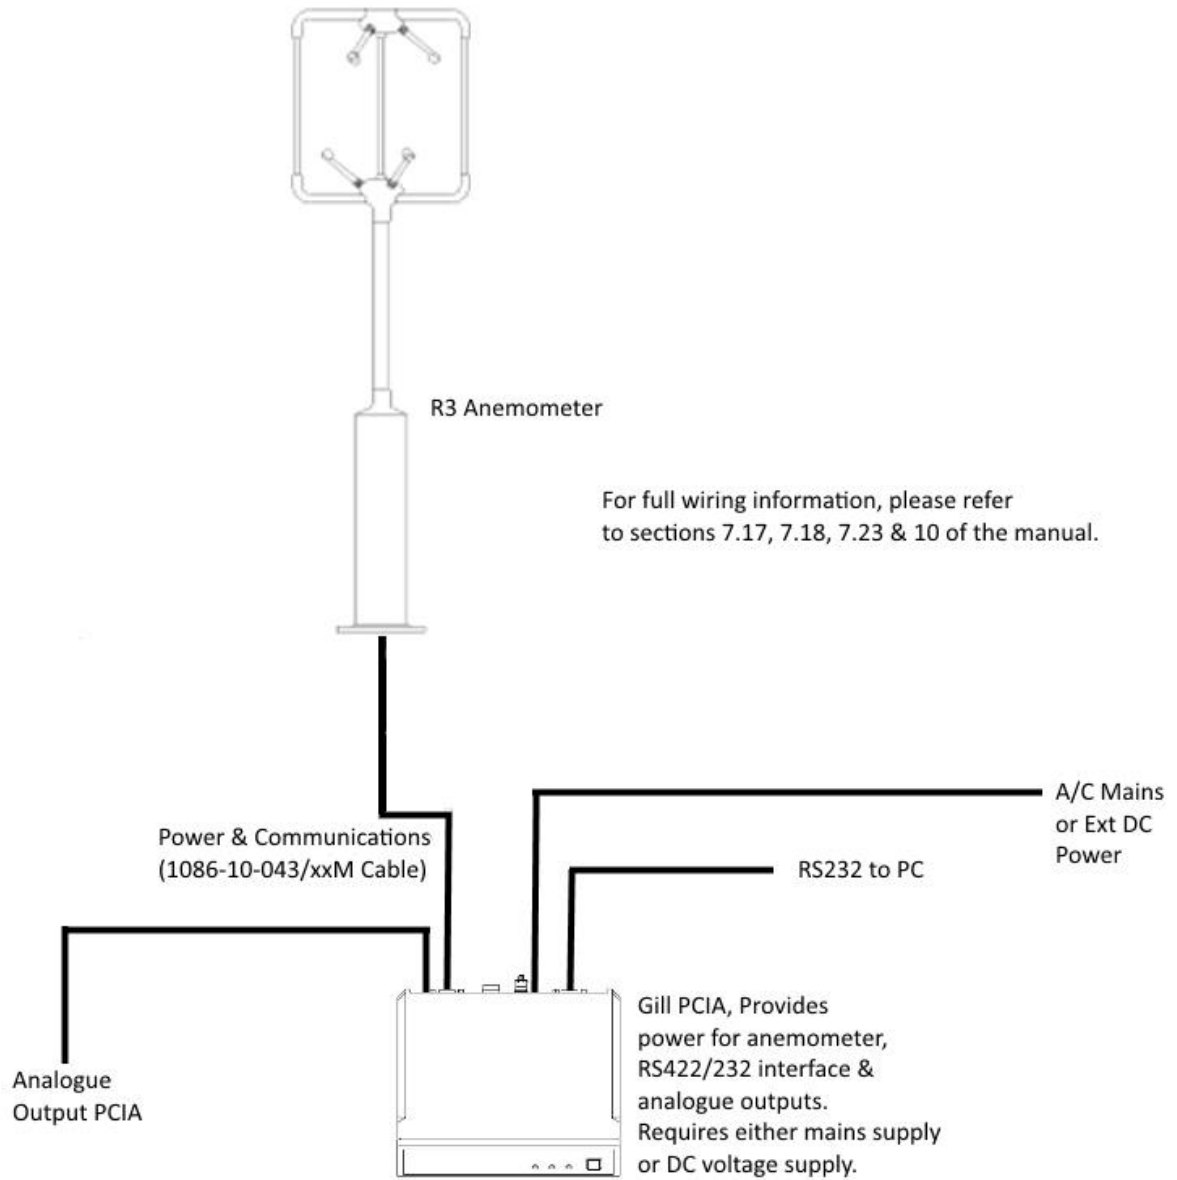 R3 Anemometer
For full wiring information, please refer
to sections 7.17, 7.18, 7.23 & 10 of the manual.
A/C Mains
or Ext DC
Power
Power & Communications
(1086-10-043/xxM Cable)
RS232 to PC
Gill PCIA, Provides
power for anemometer,
RS422/232 interface &
analogue outputs.
Requires either mains supply
or DC voltage supply.
Analogue
Output PCIA